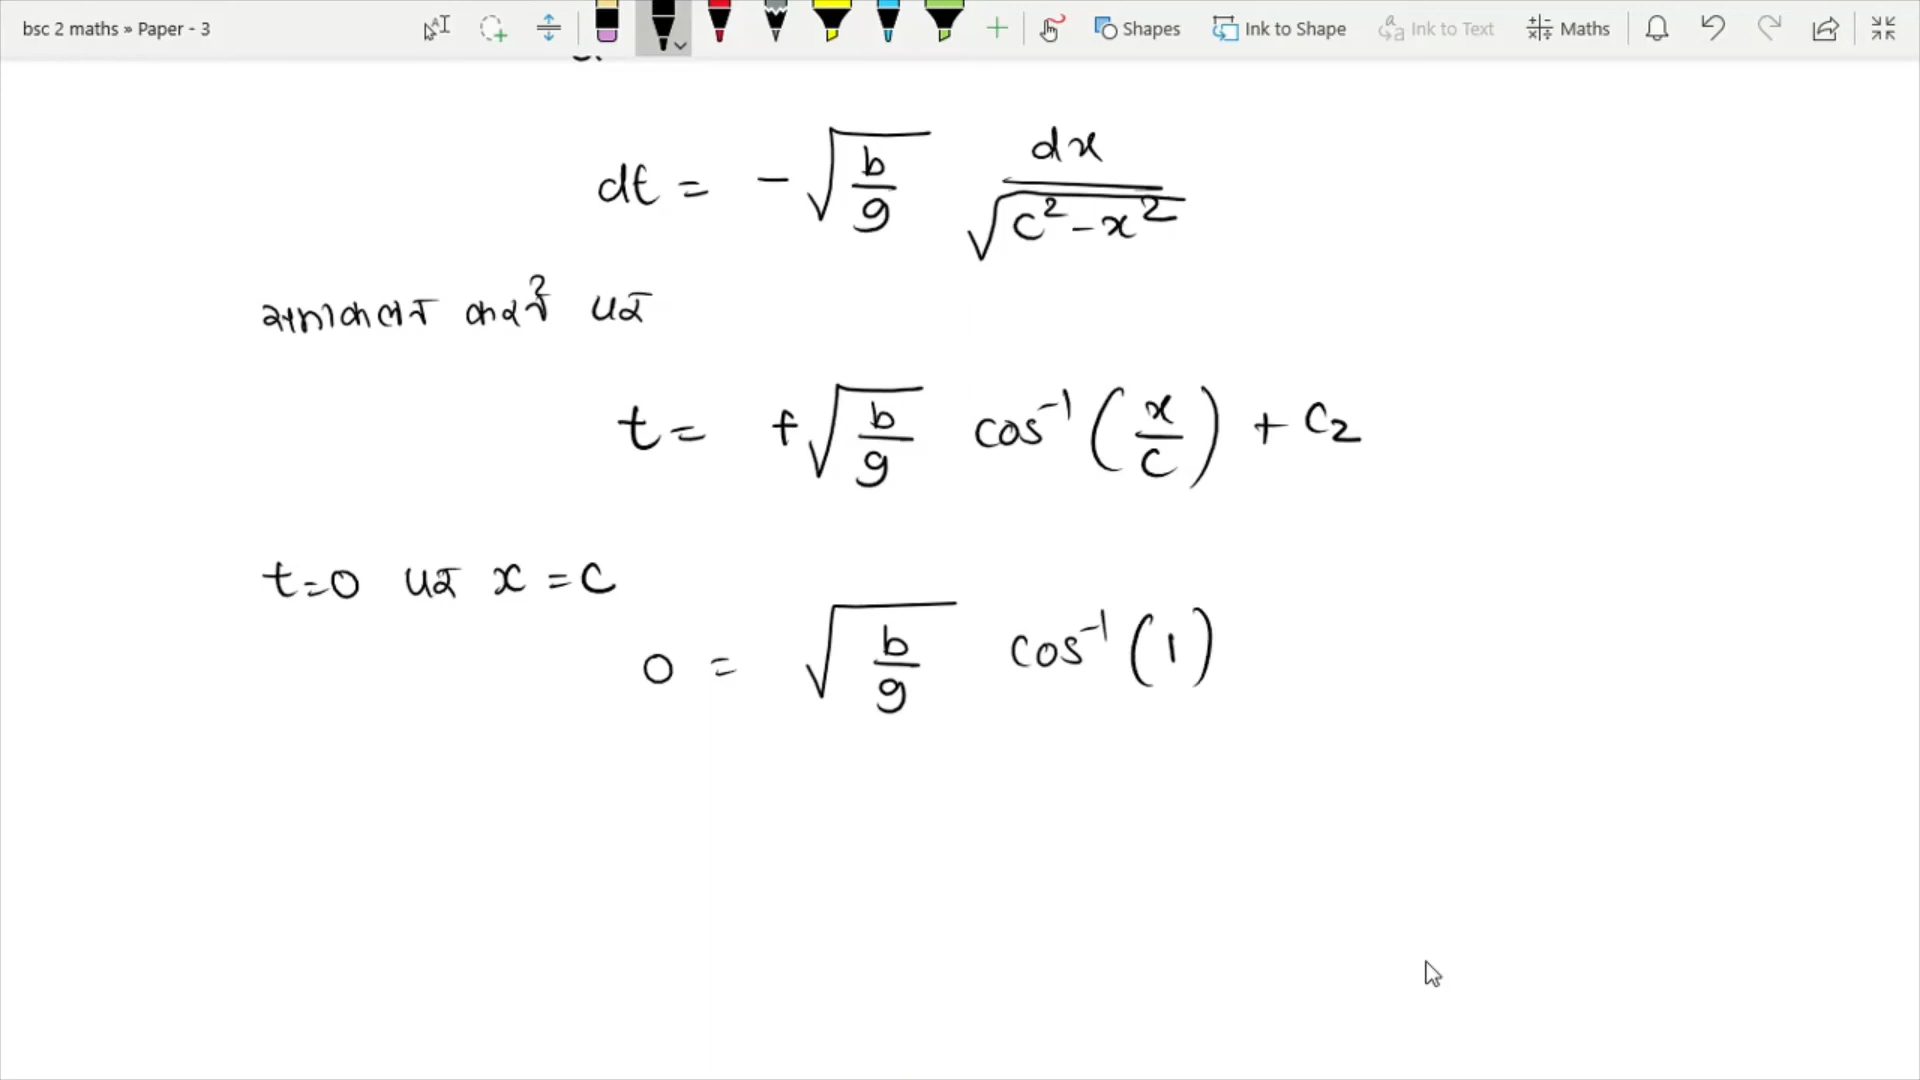 bsc 2 maths » Paper - 3 Shapes Ink to Shape Ink to Text Maths
dt = - √(b/g) dx/√(c² - x²)
समाकलन करने पर
t = +√(b/g) cos⁻¹(x/c) + c₂
t=0 पर x = c
0 = √(b/g) cos⁻¹(1)